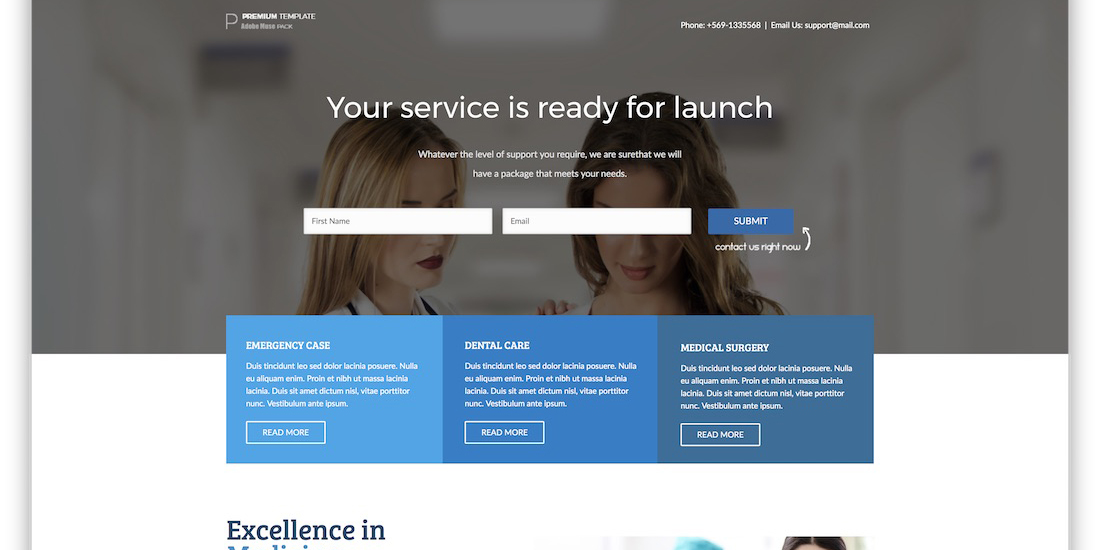 P PREMIUM TEMPLATE
Adobe Muse PACK
Phone: +569-1335568 | Email Us: support@mail.com
Your service is ready for launch
Whatever the level of support you require, we are surethat we will
have a package that meets your needs.
First Name
Email
SUBMIT
contact us right now
EMERGENCY CASE
Duis tincidunt leo sed dolor lacinia posuere. Nulla
eu aliquam enim. Proin et nibh ut massa lacinia
lacinia. Duis sit amet dictum nisl, vitae porttitor
nunc. Vestibulum ante ipsum.
READ MORE
DENTAL CARE
Duis tincidunt leo sed dolor lacinia posuere. Nulla
eu aliquam enim. Proin et nibh ut massa lacinia
lacinia. Duis sit amet dictum nisl, vitae porttitor
nunc. Vestibulum ante ipsum.
READ MORE
MEDICAL SURGERY
Duis tincidunt leo sed dolor lacinia posuere. Nulla
eu aliquam enim. Proin et nibh ut massa lacinia
lacinia. Duis sit amet dictum nisl, vitae porttitor
nunc. Vestibulum ante ipsum.
READ MORE
Excellence in